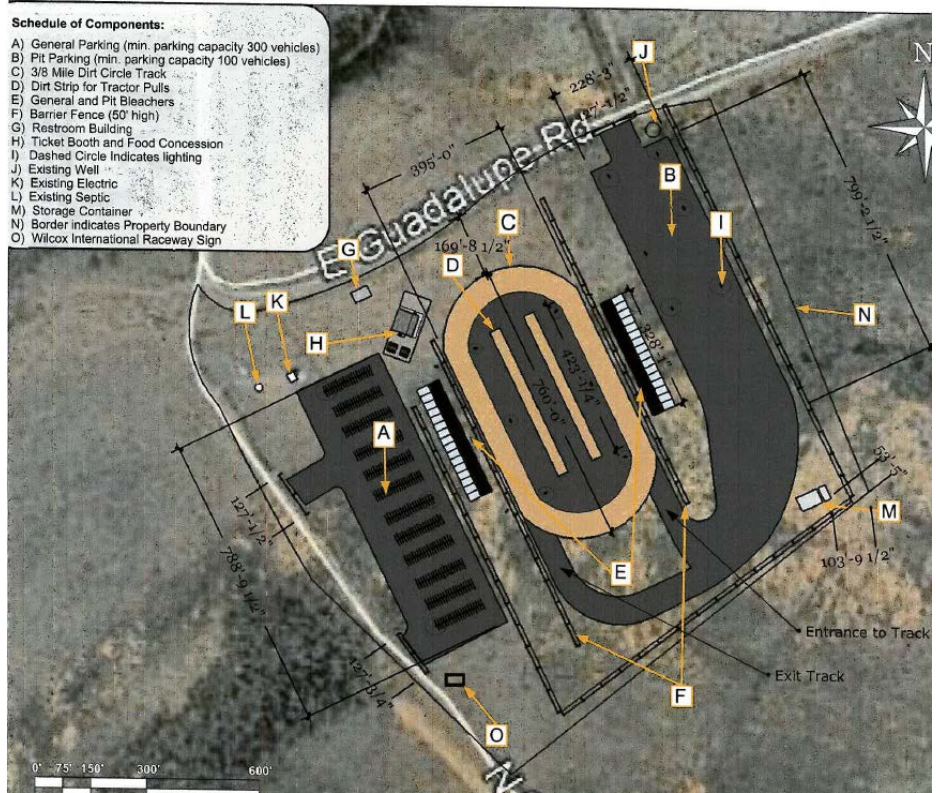 Schedule of Components:
A) General Parking (min. parking capacity 300 vehicles)
B) Pit Parking (min. parking capacity 100 vehicles)
C) 3/8 Mile Dirt Circle Track
D) Dirt Strip for Tractor Pulls
E) General and Pit Bleachers
F) Barrier Fence (50' high)
G) Restroom Building
H) Ticket Booth and Food Concession
I) Dashed Circle Indicates lighting
J) Existing Well
K) Existing Electric
L) Existing Septic
M) Storage Container
N) Border indicates Property Boundary
O) Wilcox International Raceway Sign
N
J
228'-3"
395'-0"
E Guadalupe Rd
B
799'-2 1/2"
I
C
169'-8 1/2"
G
D
K
L
H
N
328'-1"
423'-1/4"
760'-0"
A
53'-5"
M
127'-1/2"
103'-9 1/2"
788'-9 1/2"
E
Entrance to Track
Exit Track
127'-3/4"
F
O
N
0' 75' 150' 300' 600'